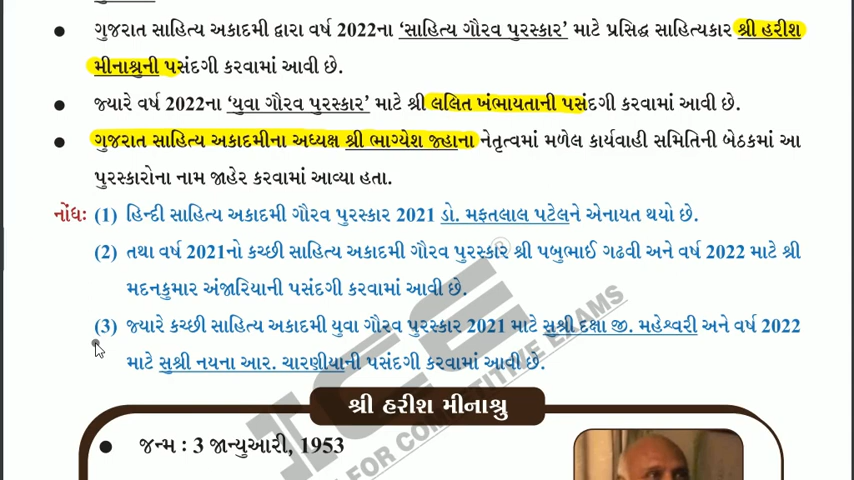 ગુજરાત સાહિત્ય અકાદમી દ્વારા વર્ષ 2022ના ‘સાહિત્ય ગૌરવ પુરસ્કાર’ માટે પ્રસિદ્ધ સાહિત્યકાર શ્રી હરીશ
મીનાશ્રુની પસંદગી કરવામાં આવી છે.
જ્યારે વર્ષ 2022ના ‘યુવા ગૌરવ પુરસ્કાર’ માટે શ્રી લલિત ખંભાયતાની પસંદગી કરવામાં આવી છે.
ગુજરાત સાહિત્ય અકાદમીના અધ્યક્ષ શ્રી ભાગ્યેશ જ્હાના નેતૃત્વમાં મળેલ કાર્યવાહી સમિતિની બેઠકમાં આ
પુરસ્કારોના નામ જાહેર કરવામાં આવ્યા હતા.
નોંધઃ (1) હિન્દી સાહિત્ય અકાદમી ગૌરવ પુરસ્કાર 2021 ડો. મફતલાલ પટેલને એનાયત થયો છે.
(2) તથા વર્ષ 2021નો કચ્છી સાહિત્ય અકાદમી ગૌરવ પુરસ્કાર શ્રી પબુભાઈ ગઢવી અને વર્ષ 2022 માટે શ્રી
મદનકુમાર અંજારિયાની પસંદગી કરવામાં આવી છે.
(3) જ્યારે કચ્છી સાહિત્ય અકાદમી યુવા ગૌરવ પુરસ્કાર 2021 માટે સુશ્રી દક્ષા જી. મહેશ્વરી અને વર્ષ 2022
માટે સુશ્રી નયના આર. ચારણીયાની પસંદગી કરવામાં આવી છે.
ICE ®
FOR COMPETITIVE EXAMS
શ્રી હરીશ મીનાશ્રુ
જન્મ : 3 જાન્યુઆરી, 1953